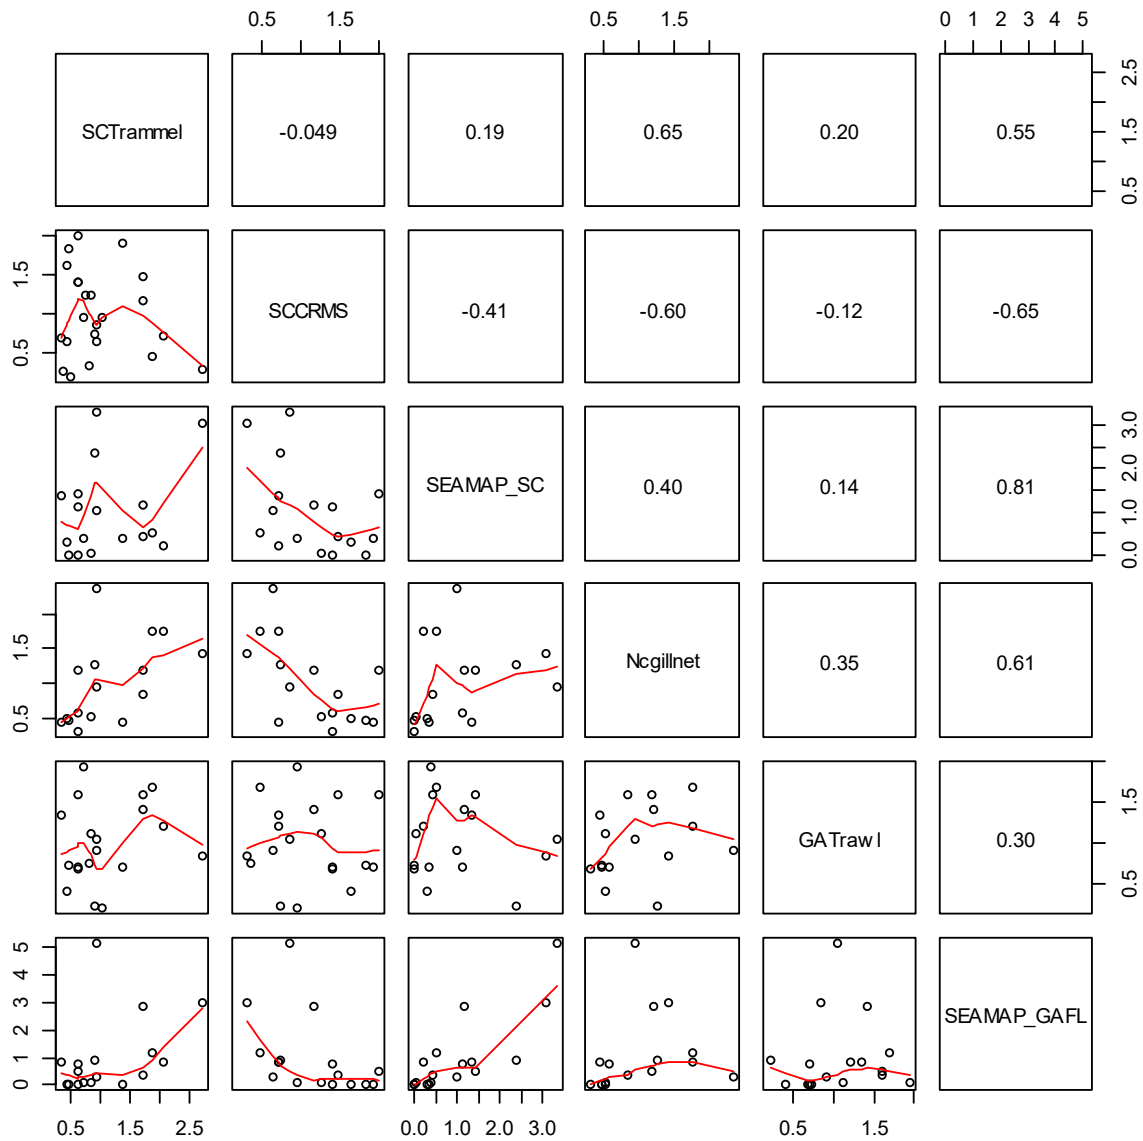 0.5 1.5 0.5 1.5 0 1 2 3 4 5
SCTrammel -0.049 0.19 0.65 0.20 0.55
0.5 1.5 2.5
0.5 1.5
SCCRMS -0.41 -0.60 -0.12 -0.65
SEAMAP_SC 0.40 0.14 0.81
0.0 1.0 2.0 3.0
0.5 1.5
Ncgillnet 0.35 0.61
GATrawl 0.30
0.5 1.5
0 1 2 3 4 5
SEAMAP_GAFL
0.5 1.5 2.5 0.0 1.0 2.0 3.0 0.5 1.5